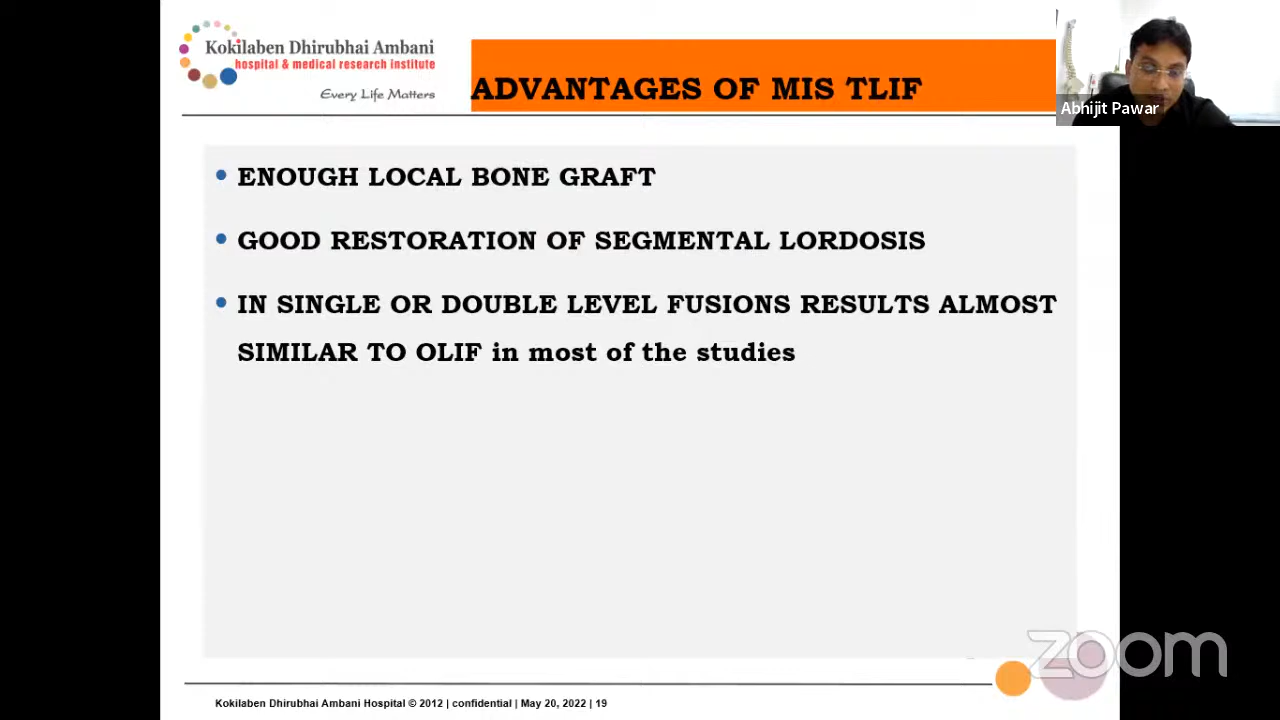 Kokilaben Dhirubhai Ambani
hospital & medical research institute
Every Life Matters
ADVANTAGES OF MIS TLIF
Abhijit Pawar
• ENOUGH LOCAL BONE GRAFT
• GOOD RESTORATION OF SEGMENTAL LORDOSIS
• IN SINGLE OR DOUBLE LEVEL FUSIONS RESULTS ALMOST
SIMILAR TO OLIF in most of the studies
zoom
Kokilaben Dhirubhai Ambani Hospital © 2012 | confidential | May 20, 2022 | 19